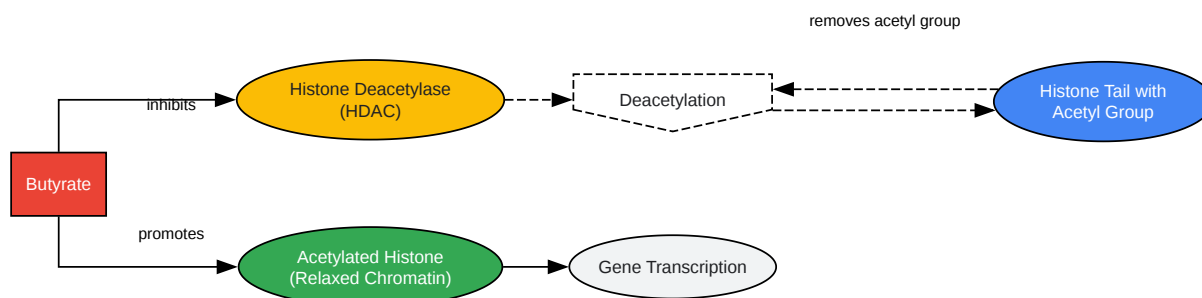 removes acetyl group
Histone Deacetylase
(HDAC)
inhibits
Deacetylation
Histone Tail with
Acetyl Group
Butyrate
promotes
Acetylated Histone
(Relaxed Chromatin)
Gene Transcription